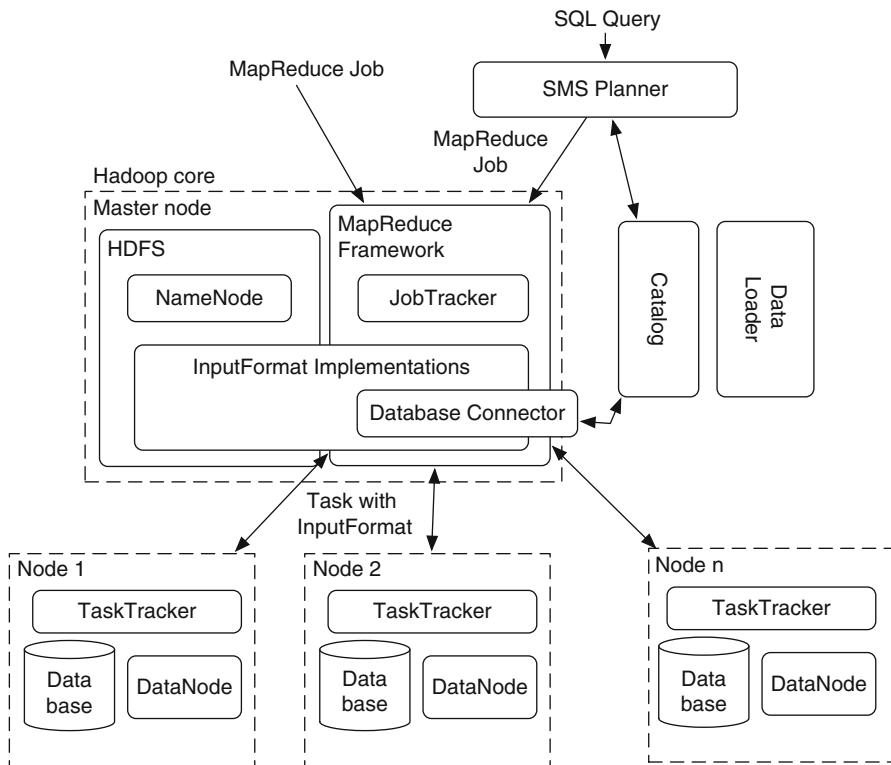 SQL Query
MapReduce Job
SMS Planner
MapReduce
Job
Hadoop core
Master node
HDFS
MapReduce
Framework
NameNode
JobTracker
Catalog
Data
Loader
InputFormat Implementations
Database Connector
Task with
InputFormat
Node 1
TaskTracker
Data
base
DataNode
Node 2
TaskTracker
Data
base
DataNode
Node n
TaskTracker
Data
base
DataNode